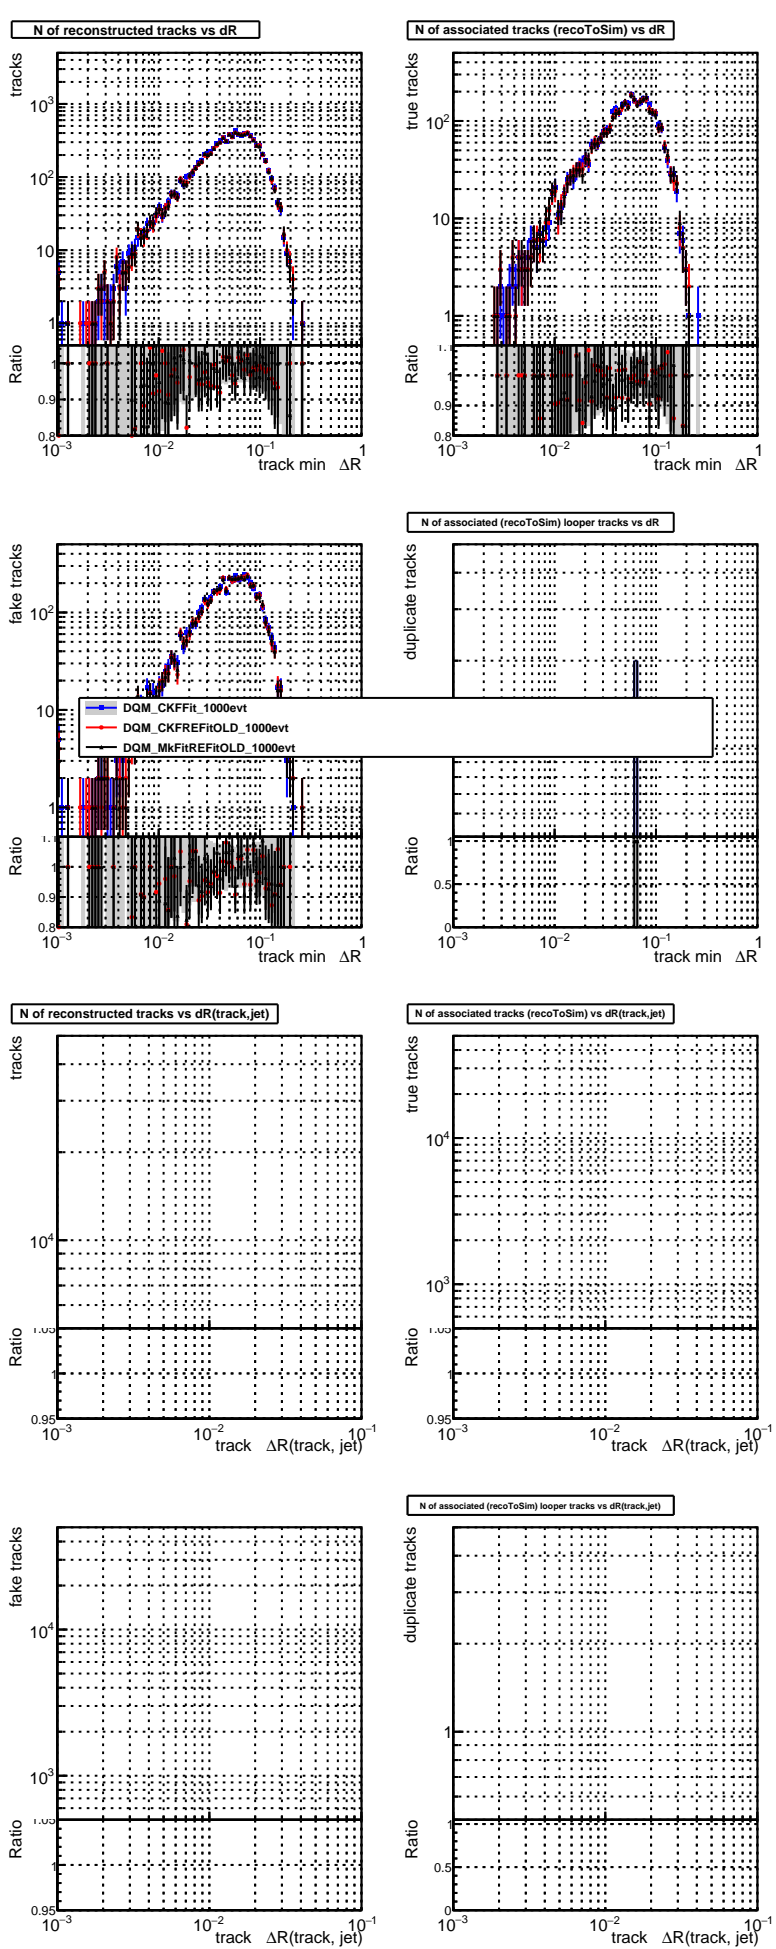 N of reconstructed tracks vs dR
tracks
10³
10²
10
1
Ratio
1
0.9
0.8
10⁻³ 10⁻² 10⁻¹ 1
track min ΔR
N of associated tracks (recoToSim) vs dR
true tracks
10²
10
1
Ratio
1.1
1
0.9
0.8
10⁻³ 10⁻² 10⁻¹ 1
track min ΔR
fake tracks
10²
10
1
Ratio
1.1
1
0.9
0.8
10⁻³ 10⁻² 10⁻¹ 1
track min ΔR
N of associated (recoToSim) looper tracks vs dR
duplicate tracks
Ratio
1
0.5
0
10⁻³ 10⁻² 10⁻¹ 1
track min ΔR
DQM_CKFFit_1000evt
DQM_CKFREFitOLD_1000evt
DQM_MkFitREFitOLD_1000evt
N of reconstructed tracks vs dR(track,jet)
tracks
10⁴
Ratio
1.05
1
0.95
10⁻³ 10⁻² 10⁻¹
track ΔR(track, jet)
N of associated tracks (recoToSim) vs dR(track,jet)
true tracks
10⁴
10³
Ratio
1.05
1
0.95
10⁻³ 10⁻² 10⁻¹
track ΔR(track, jet)
fake tracks
10⁴
10³
Ratio
1.05
1
0.95
10⁻³ 10⁻² 10⁻¹
track ΔR(track, jet)
N of associated (recoToSim) looper tracks vs dR(track,jet)
duplicate tracks
1
Ratio
1
0.5
0
10⁻³ 10⁻² 10⁻¹
track ΔR(track, jet)